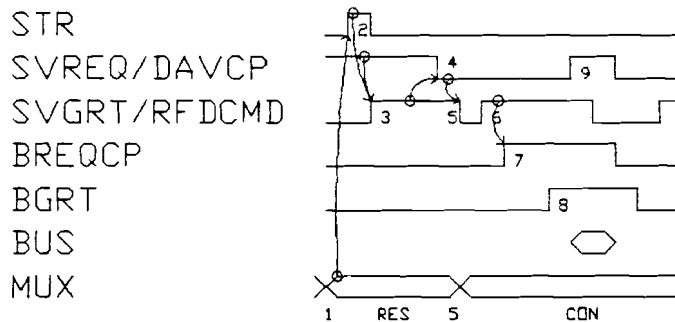 STR 2
SVREQ/DAVCP 4 9
SVGRT/RFDCMD 3 5 6
BREQCP 7
BGRT 8
BUS
MUX
1 RES 5 CON